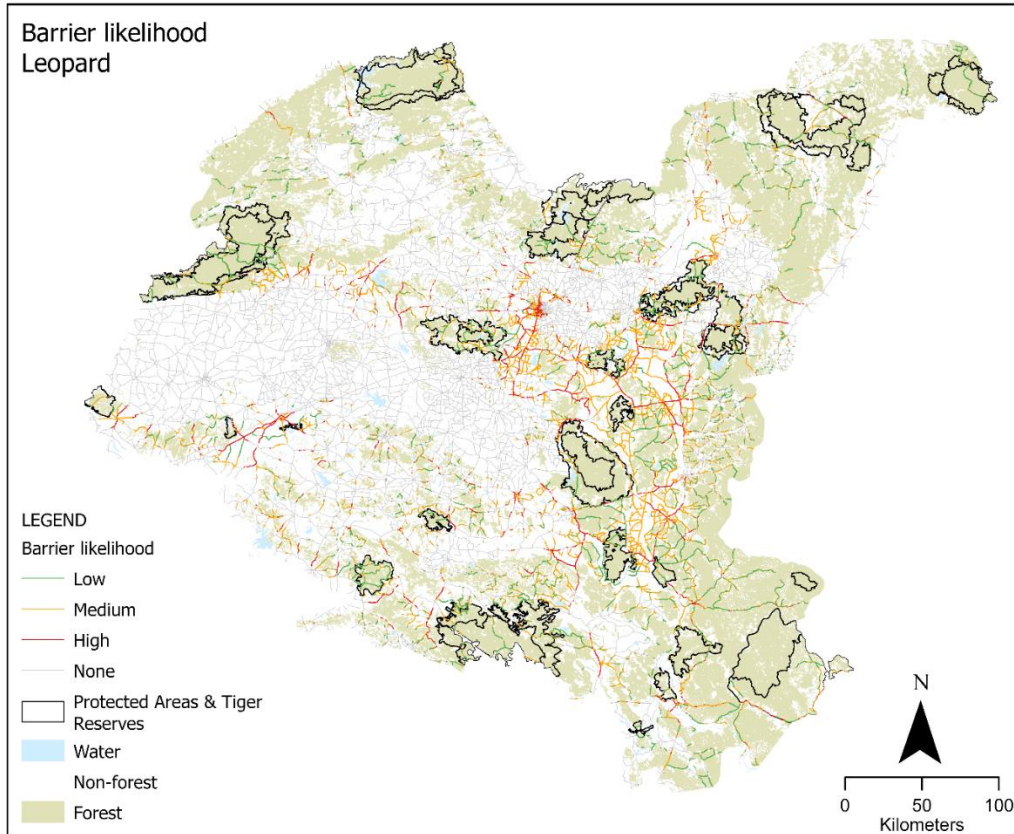 Barrier likelihood
Leopard
LEGEND
Barrier likelihood
Low
Medium
High
None
Protected Areas & Tiger
Reserves
Water
Non-forest
Forest
N
0 50 100
Kilometers